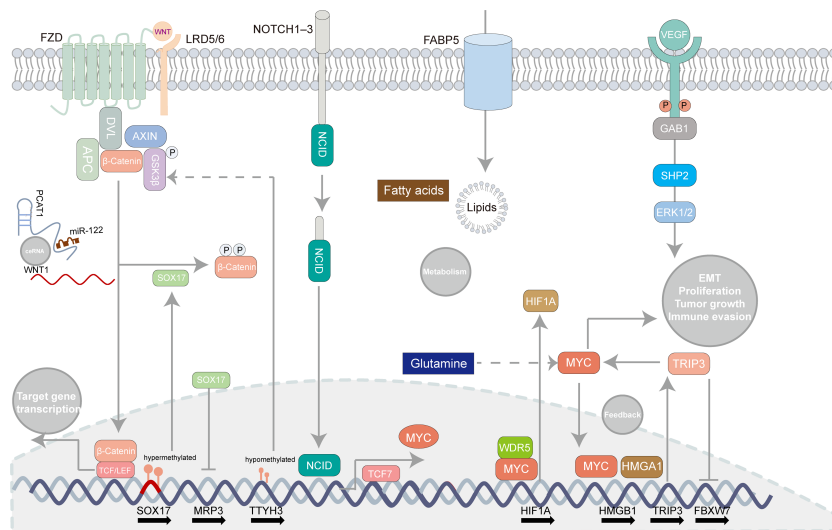 FZD
WNT
LRD5/6
NOTCH1–3
FABP5
VEGF
P
P
GAB1
DVL
AXIN
APC
β-Catenin
GSK3β
P
NCID
SHP2
ERK1/2
Fatty acids
Lipids
PCAT1
miR-122
ceRNA
WNT1
P
P
β-Catenin
SOX17
NCID
Metabolism
EMT
Proliferation
Tumor growth
Immune evasion
HIF1A
Glutamine
MYC
TRIP3
SOX17
Target gene
transcription
Feedback
MYC
β-Catenin
TCF/LEF
hypermethylated
hypomethylated
NCID
TCF7
WDR5
MYC
MYC
HMGA1
SOX17
MRP3
TTYH3
HIF1A
HMGB1
TRIP3
FBXW7